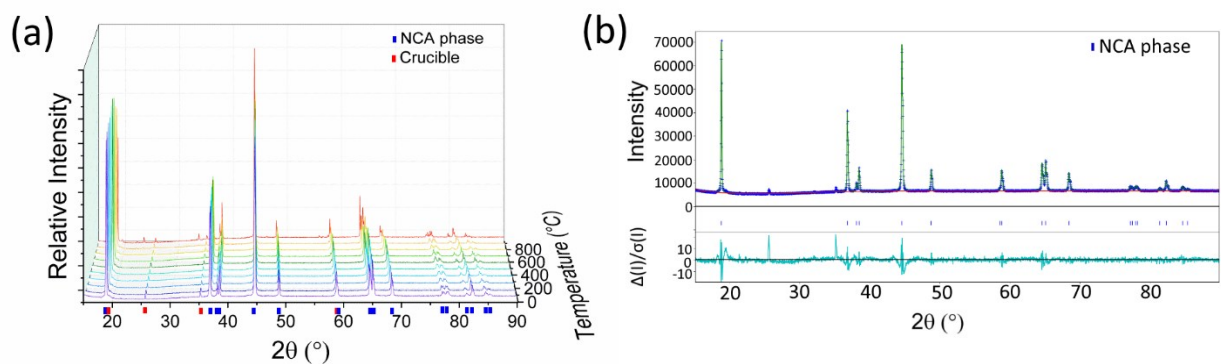 (a)
NCA phase
Crucible
Relative Intensity
800
600
400
200
0
Temperature (°C)
20 30 40 50 60 70 80 90
2θ (°)
(b)
NCA phase
Intensity
70000
60000
50000
40000
30000
20000
10000
0
Δ(I)/σ(I)
10
0
-10
20 30 40 50 60 70 80
2θ (°)